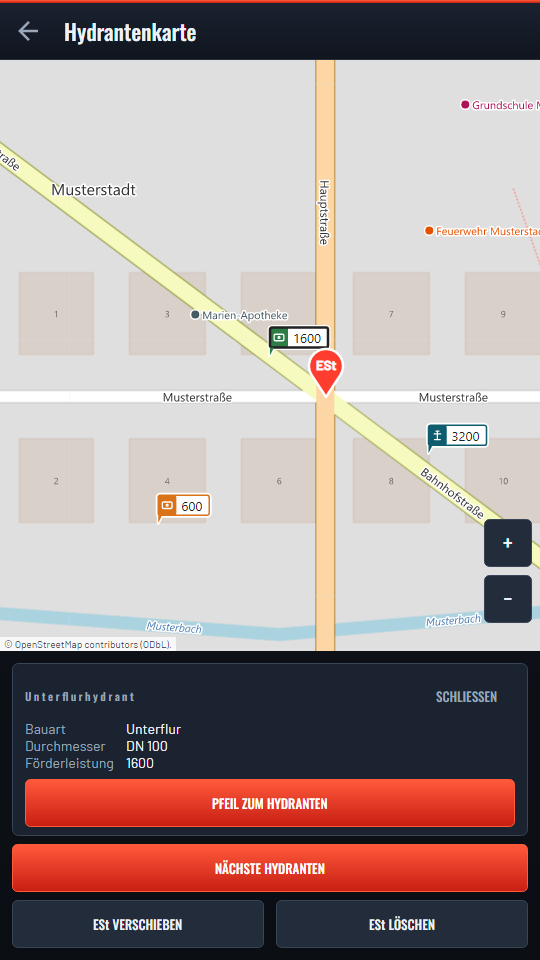 Hydrantenkarte
Grundschule M
raße
Musterstadt
Hauptstraße
Feuerwehr Mustersta
1
3
Marien-Apotheke
7
9
1600
ESt
Musterstraße
Musterstraße
3200
2
4
6
8
10
Bahnhofstraße
600
+
−
Musterbach
Musterbach
© OpenStreetMap contributors (ODbL).
Unterflurhydrant
SCHLIESSEN
Bauart Unterflur
Durchmesser DN 100
Förderleistung 1600
PFEIL ZUM HYDRANTEN
NÄCHSTE HYDRANTEN
ESt VERSCHIEBEN
ESt LÖSCHEN